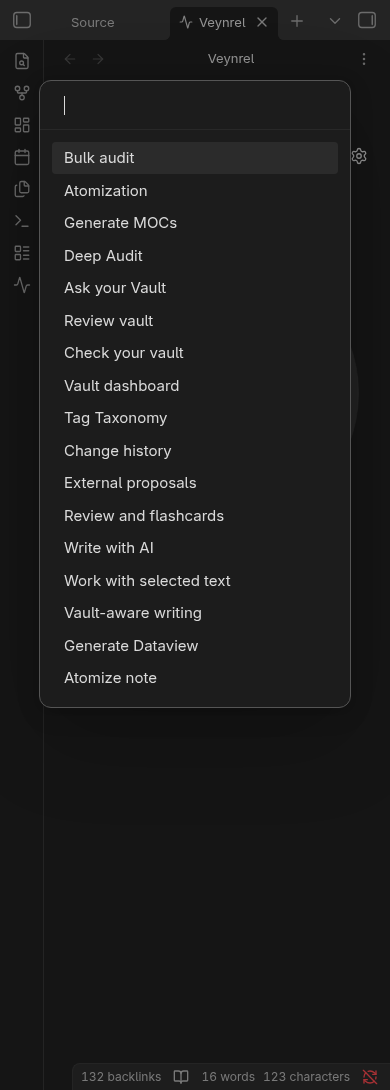 Source
Veynrel
Veynrel
Bulk audit
Atomization
Generate MOCs
Deep Audit
Ask your Vault
Review vault
Check your vault
Vault dashboard
Tag Taxonomy
Change history
External proposals
Review and flashcards
Write with AI
Work with selected text
Vault-aware writing
Generate Dataview
Atomize note
132 backlinks 16 words 123 characters